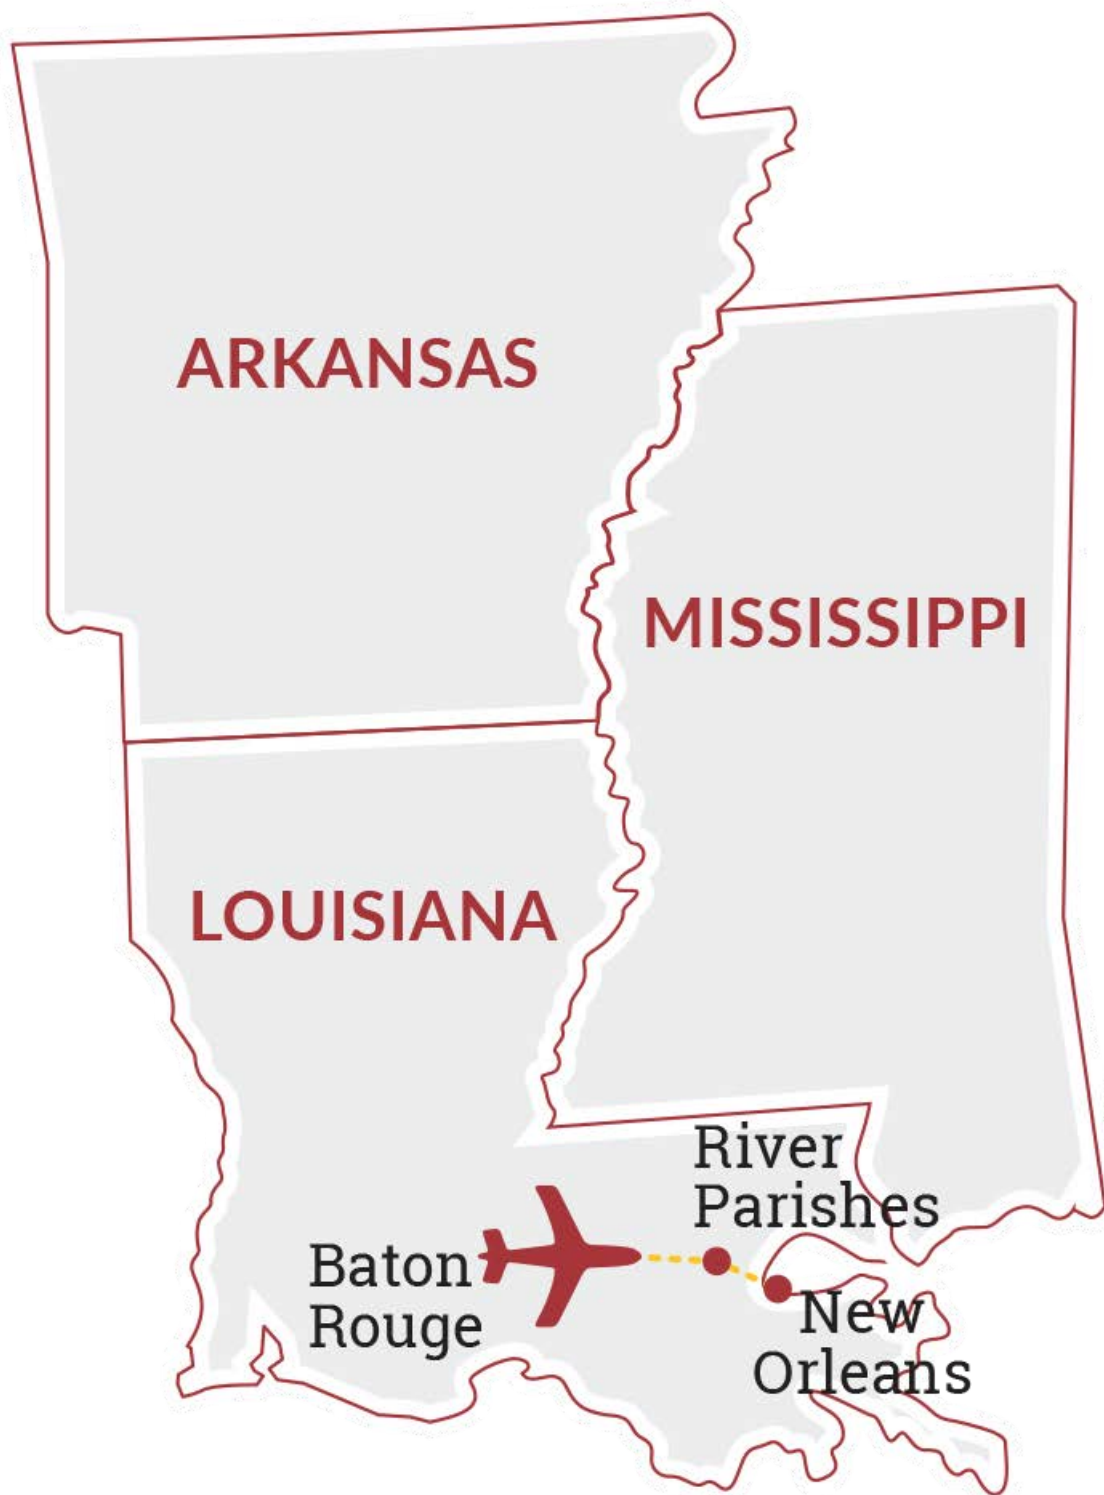 ARKANSAS
MISSISSIPPI
LOUISIANA
River
Parishes
Baton
Rouge
New
Orleans